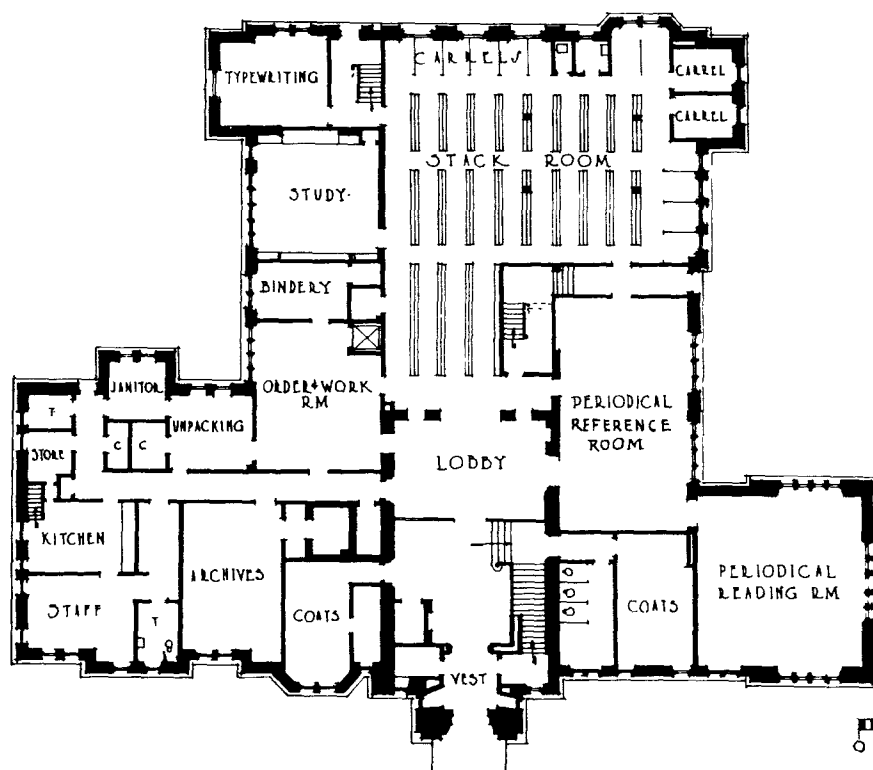 CARRELS
TYPEWRITING
CARREL
CARREL
STACK ROOM
STUDY
BINDERY
JANITOR
ORDER & WORK
RM
PERIODICAL
REFERENCE
ROOM
T
UNPACKING
C
C
STORE
LOBBY
KITCHEN
ARCHIVES
PERIODICAL
READING RM
STAFF
T
COATS
COATS
VEST